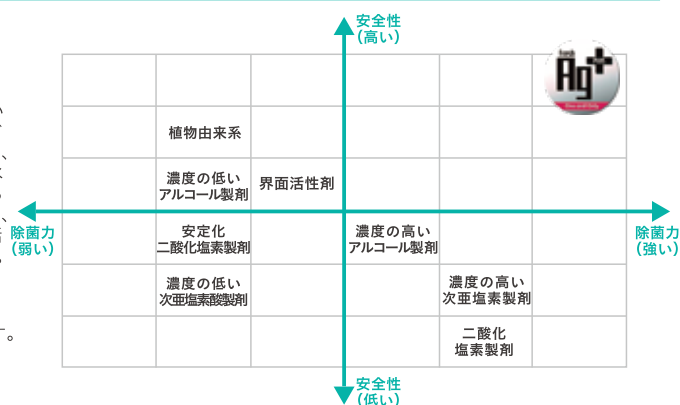 安全性
（高い）
Ag+
植物由来系
濃度の低い
アルコール製剤
界面活性剤
除菌力
（弱い）
除菌力
（強い）
安定化
二酸化塩素製剤
濃度の高い
アルコール製剤
濃度の低い
次亜塩素酸製剤
濃度の高い
次亜塩素製剤
二酸化
塩素製剤
す。
安全性
（低い）